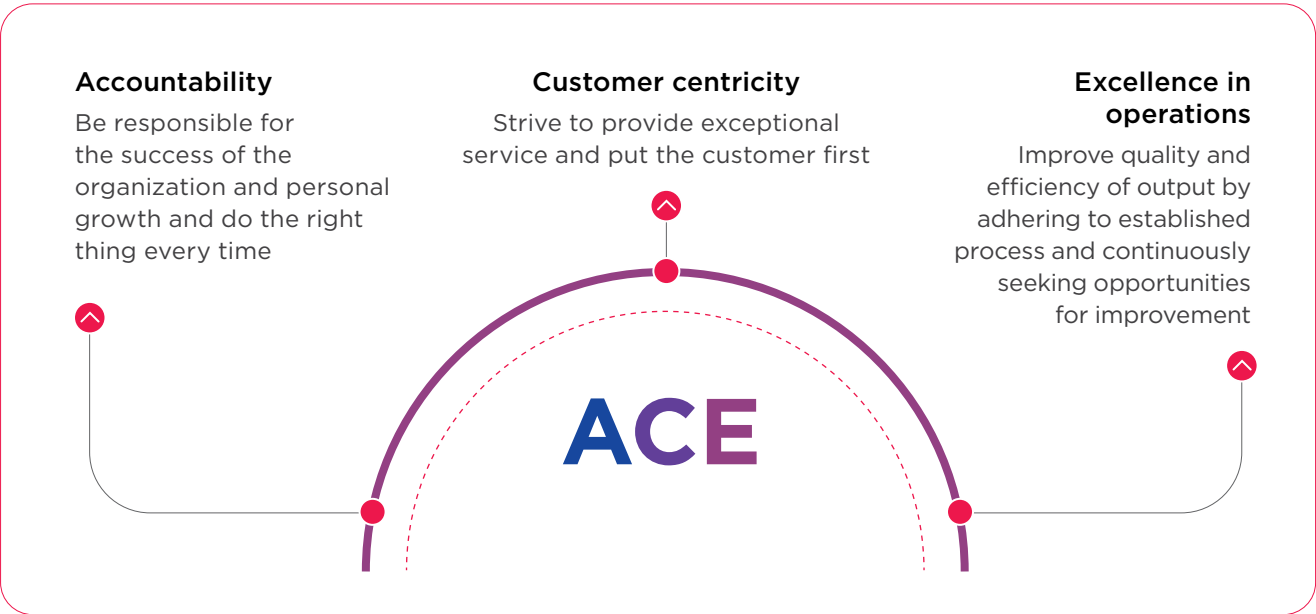 Accountability
Be responsible for
the success of the
organization and personal
growth and do the right
thing every time
Customer centricity
Strive to provide exceptional
service and put the customer first
Excellence in
operations
Improve quality and
efficiency of output by
adhering to established
process and continuously
seeking opportunities
for improvement
ACE